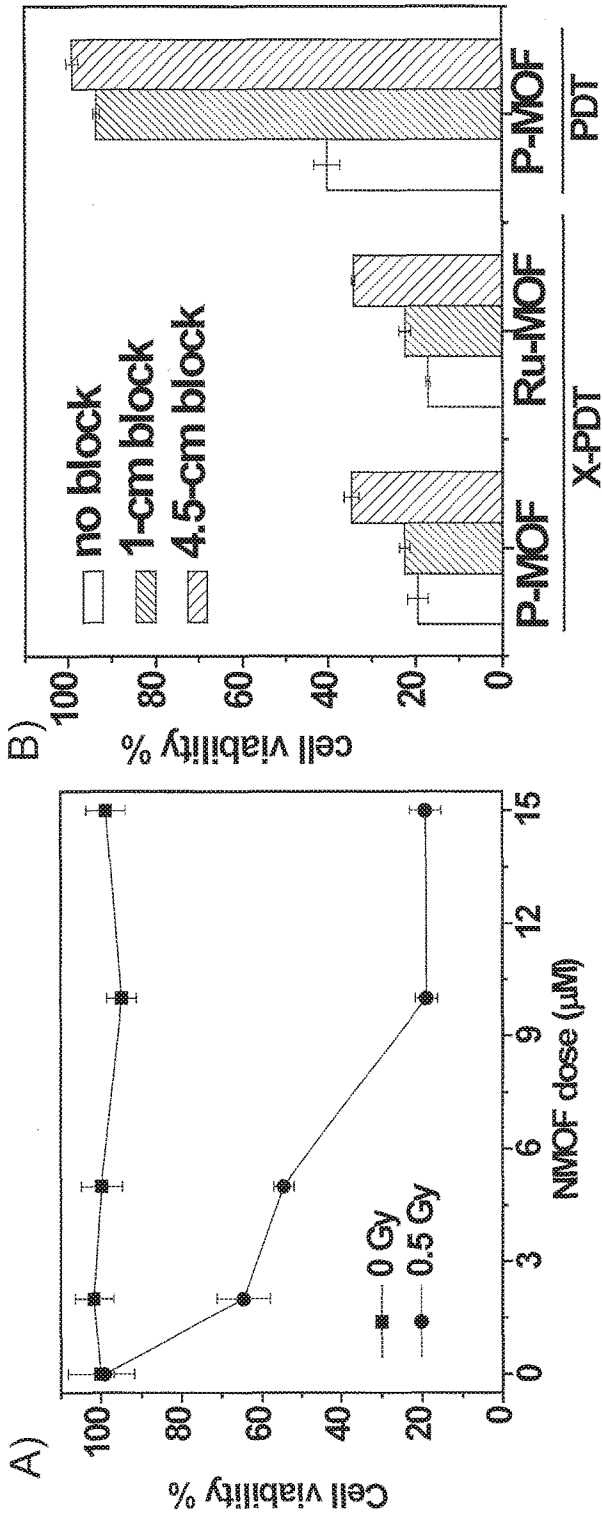 A)
Cell viability %
100
80
60
40
20
0
0 Gy
0.5 Gy
0 3 6 9 12 15
NMOF dose (µM)
B)
cell viability %
100
80
60
40
20
0
no block
1-cm block
4.5-cm block
P-MOF Ru-MOF P-MOF
X-PDT PDT